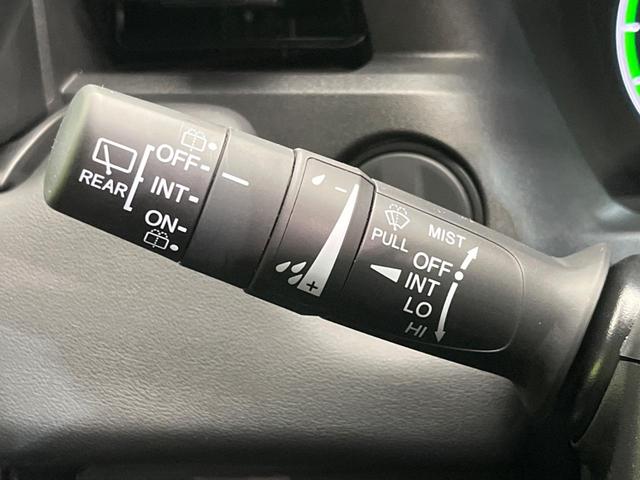 REAR
OFF-
INT-
ON-
-
+
PULL
MIST
OFF
INT
LO
HI